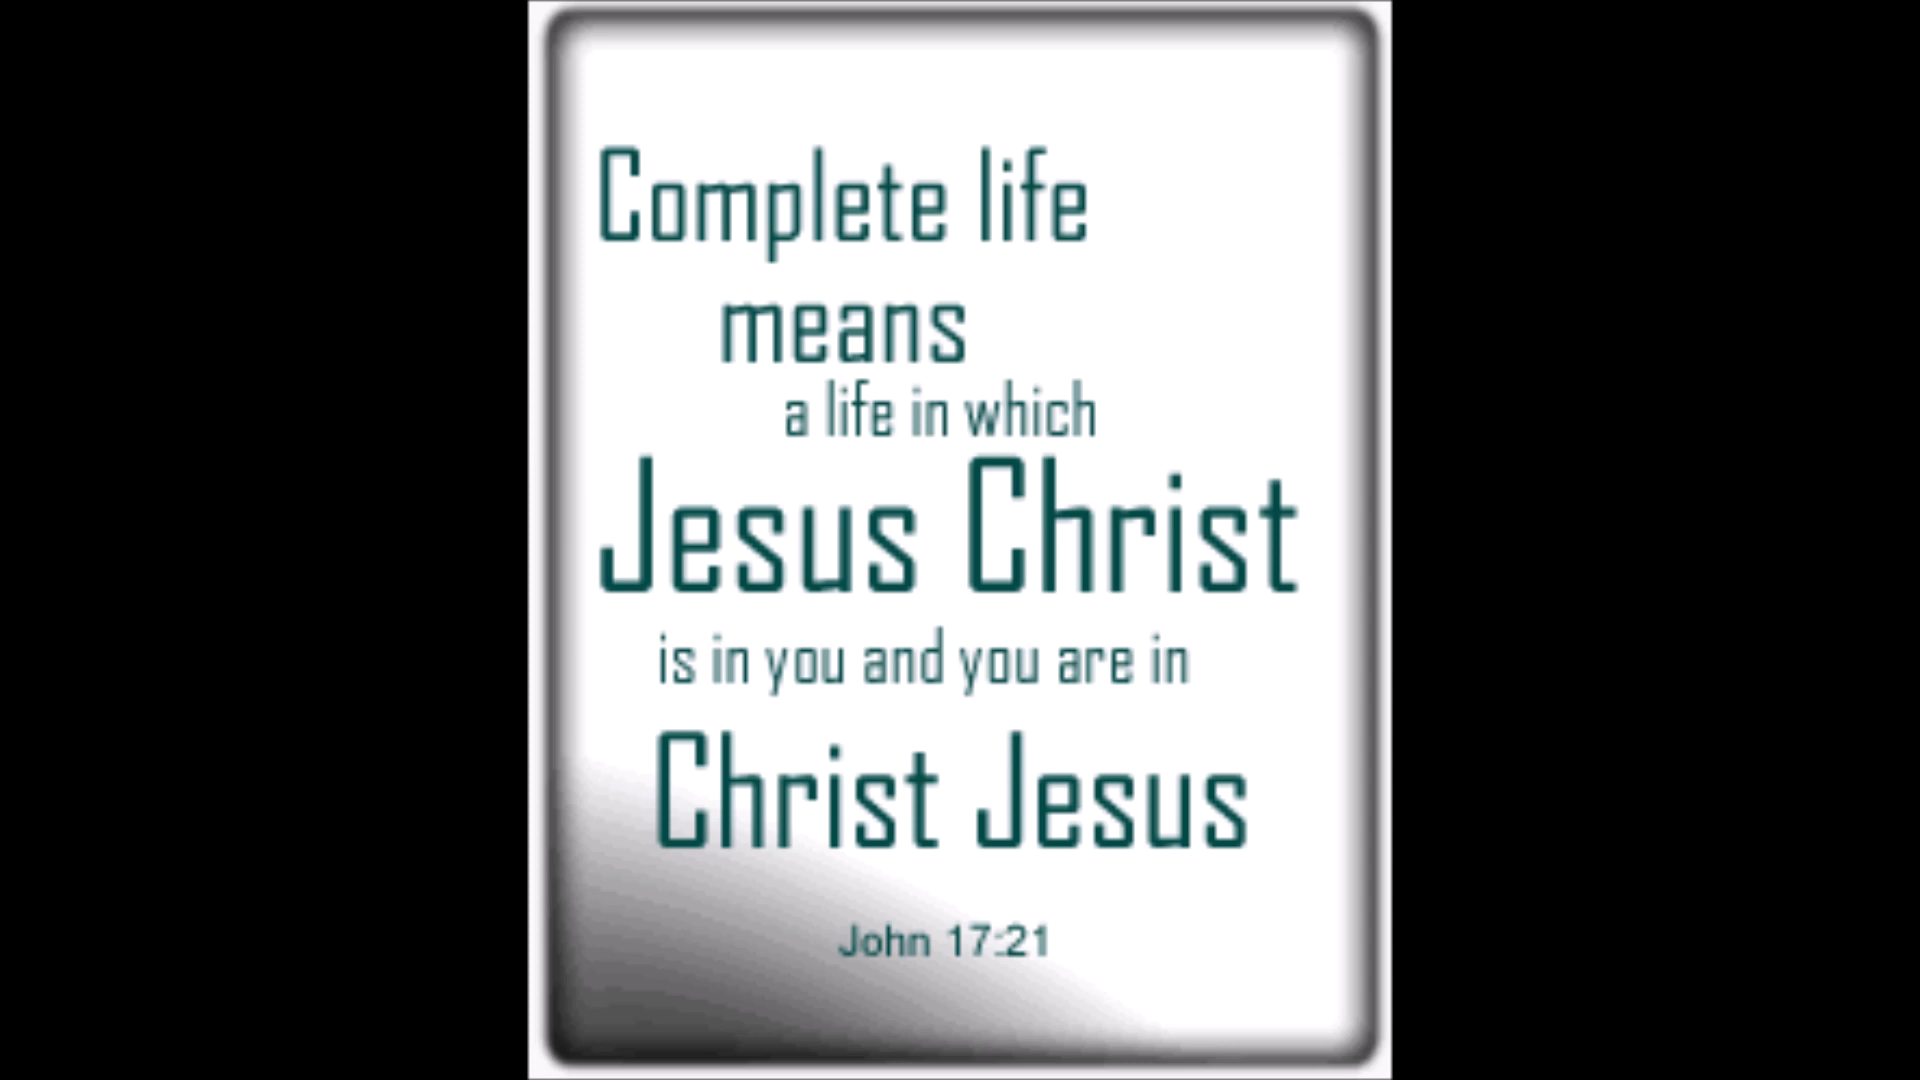 Complete life
means
a life in which
Jesus Christ
is in you and you are in
Christ Jesus
John 17:21